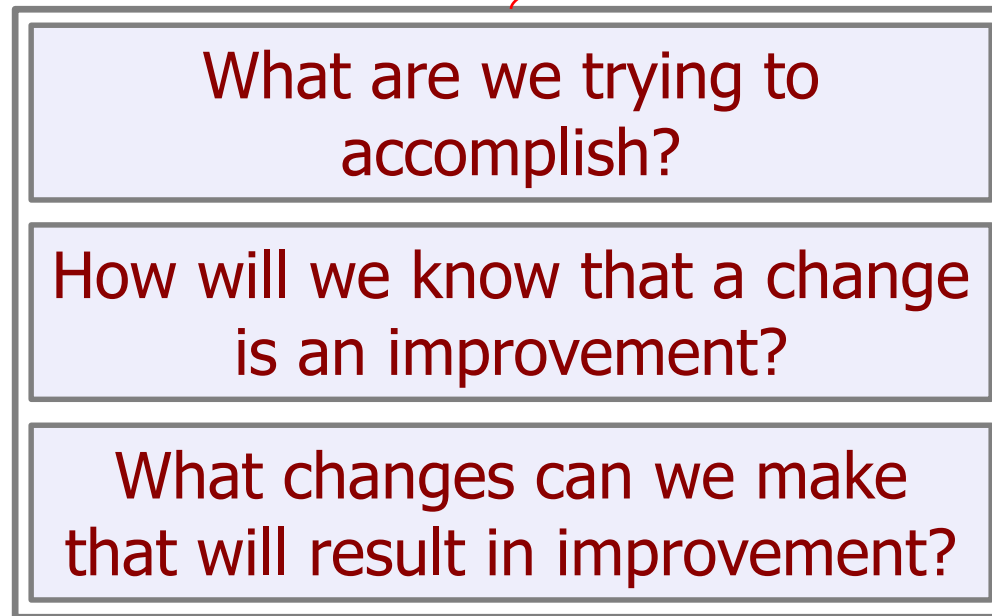 What are we trying to
accomplish?
How will we know that a change
is an improvement?
What changes can we make
that will result in improvement?